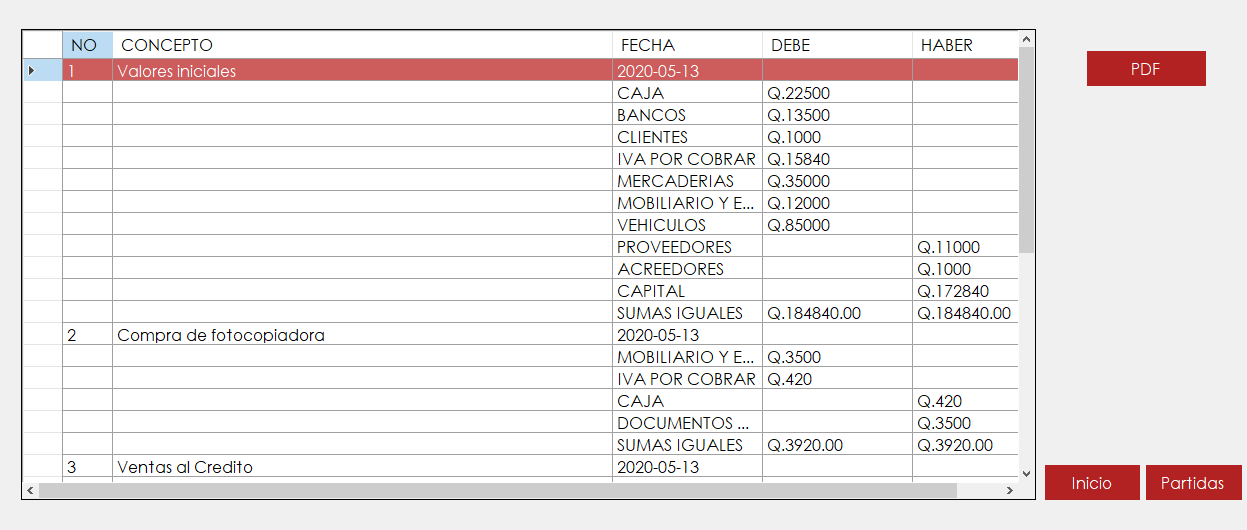 NO CONCEPTO FECHA DEBE HABER
PDF
1 Valores iniciales 2020-05-13
CAJA Q.22500
BANCOS Q.13500
CLIENTES Q.1000
IVA POR COBRAR Q.15840
MERCADERIAS Q.35000
MOBILIARIO Y E... Q.12000
VEHICULOS Q.85000
PROVEEDORES Q.11000
ACREEDORES Q.1000
CAPITAL Q.172840
SUMAS IGUALES Q.184840.00 Q.184840.00
2 Compra de fotocopiadora 2020-05-13
MOBILIARIO Y E... Q.3500
IVA POR COBRAR Q.420
CAJA Q.420
DOCUMENTOS ... Q.3500
SUMAS IGUALES Q.3920.00 Q.3920.00
3 Ventas al Credito 2020-05-13
Inicio Partidas